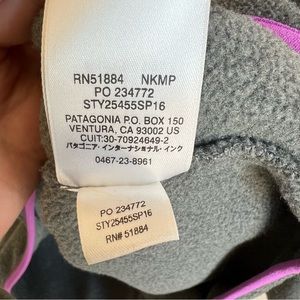 RN51884 NKMP
PO 234772
STY25455SP16
PATAGONIA P.O. BOX 150
VENTURA, CA 93002 US
CUIT:30-70924649-2
パタゴニア・インターナショナル・インク
0467-23-8961
PO 234772
STY25455SP16
RN# 51884